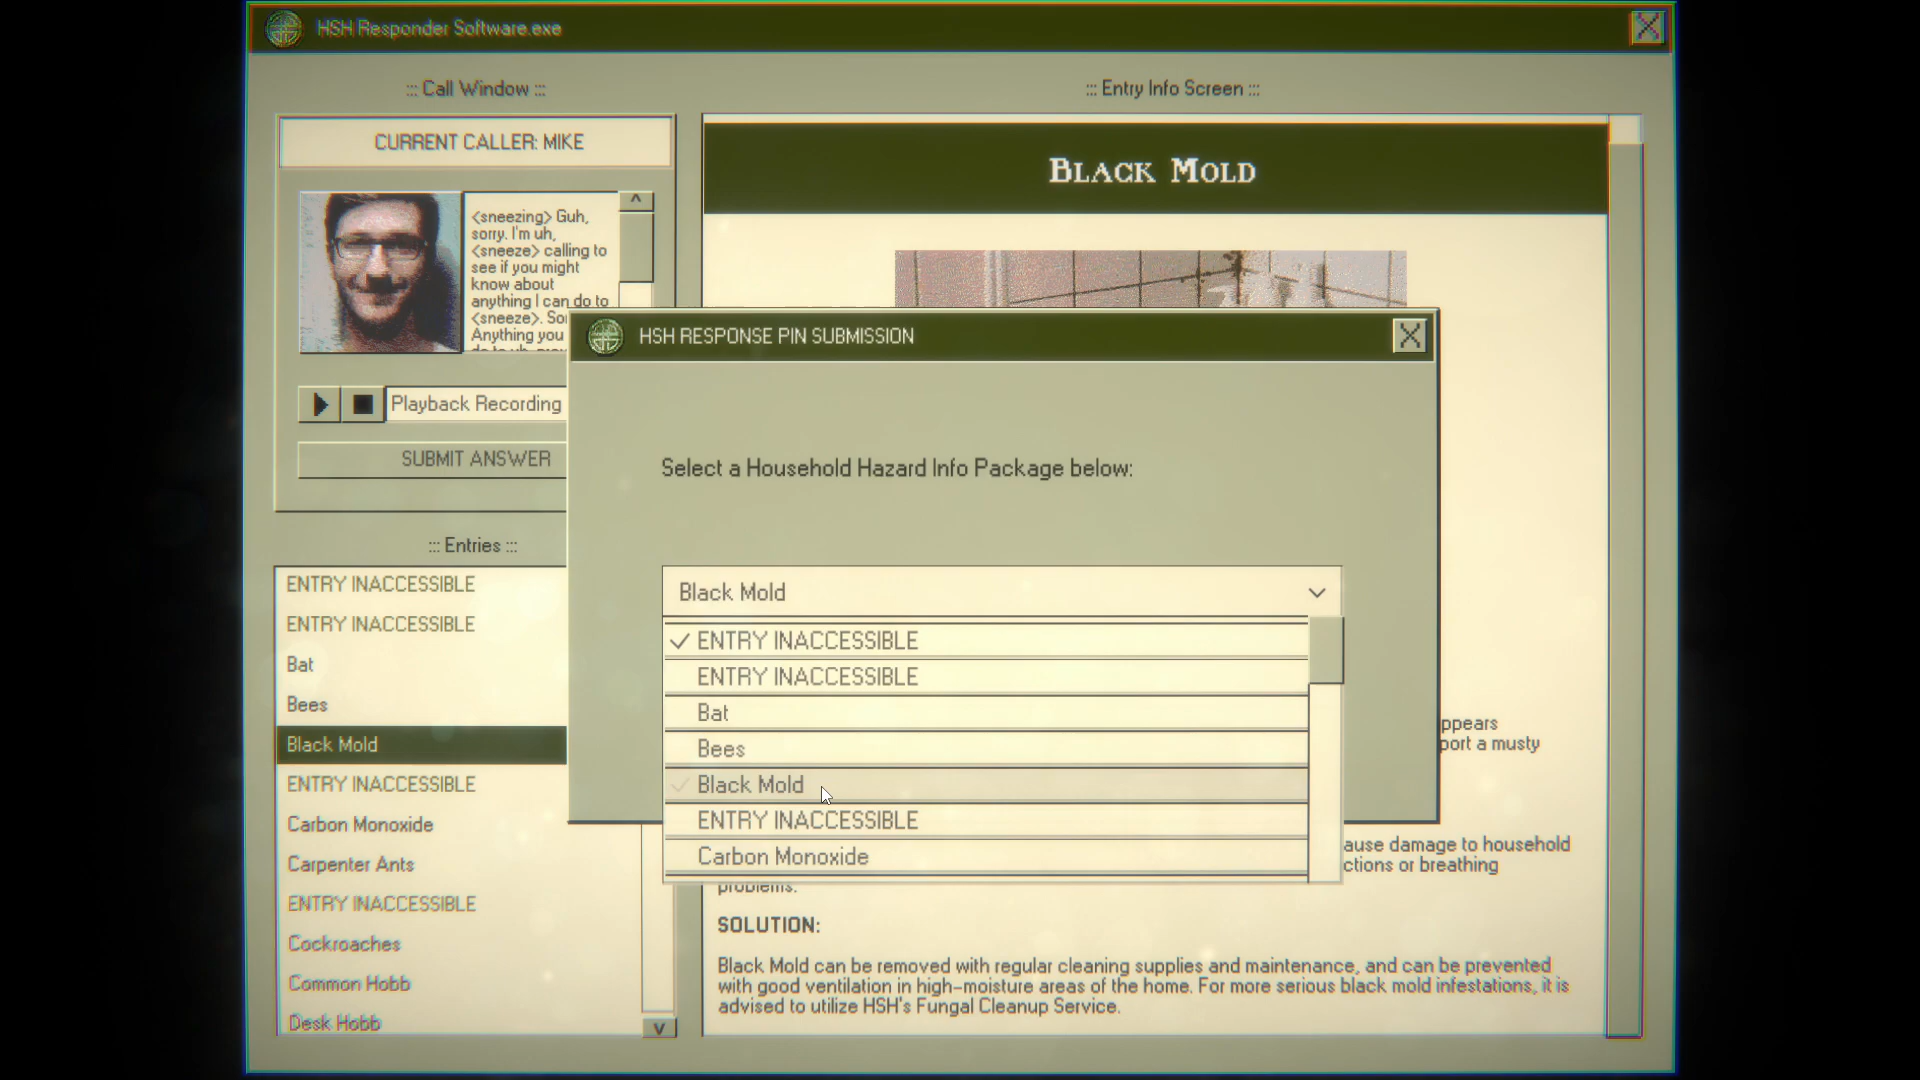 HSH Responder Software.exe
::: Call Window :::
CURRENT CALLER: MIKE
<sneezing> Guh,
sorry. I'm uh,
<sneeze> calling to
see if you might
know about
anything I can do to
<sneeze>.
Anything you
Playback Recording
SUBMIT ANSWER
::: Entries :::
ENTRY INACCESSIBLE
ENTRY INACCESSIBLE
Bat
Bees
Black Mold
ENTRY INACCESSIBLE
Carbon Monoxide
Carpenter Ants
ENTRY INACCESSIBLE
Cockroaches
Common Hobb
Desk Hobb
::: Entry Info Screen :::
BLACK MOLD
HSH RESPONSE PIN SUBMISSION
Select a Household Hazard Info Package below:
Black Mold
ENTRY INACCESSIBLE
ENTRY INACCESSIBLE
Bat
Bees
Black Mold
ENTRY INACCESSIBLE
Carbon Monoxide
ppears
port a musty
ause damage to household
ctions or breathing
problems.
SOLUTION:
Black Mold can be removed with regular cleaning supplies and maintenance, and can be prevented
with good ventilation in high-moisture areas of the home. For more serious black mold infestations, it is
advised to utilize HSH's Fungal Cleanup Service.